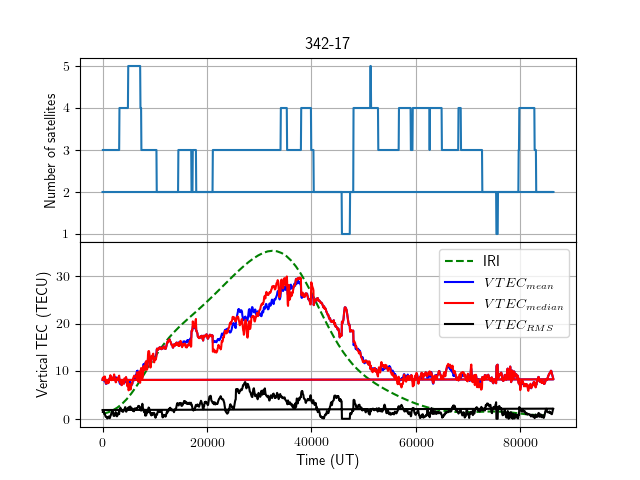 342-17
5
4
3
2
1
Number of satellites
IRI
VTEC_mean
VTEC_median
VTEC_RMS
30
20
10
0
Vertical TEC (TECU)
0 20000 40000 60000 80000
Time (UT)